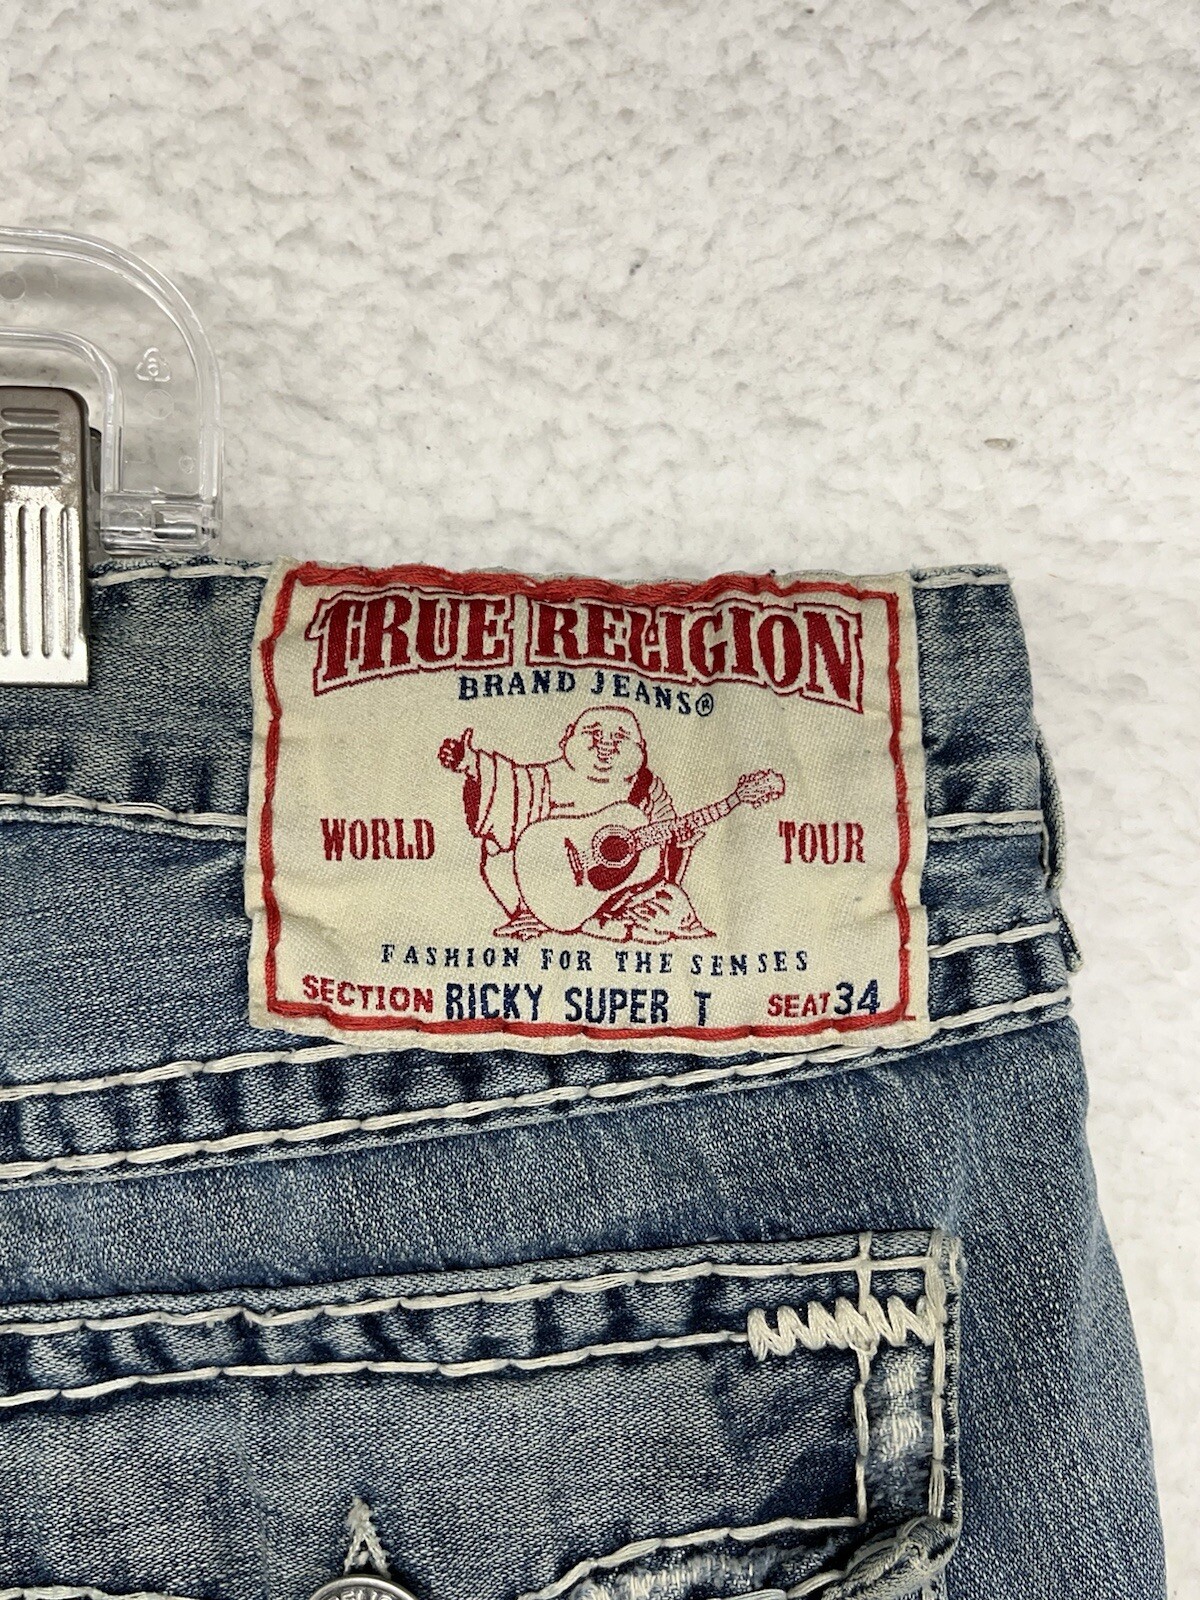 TRUE RELIGION
BRAND JEANS®
WORLD TOUR
FASHION FOR THE SENSES
SECTION RICKY SUPER T SEAT 34